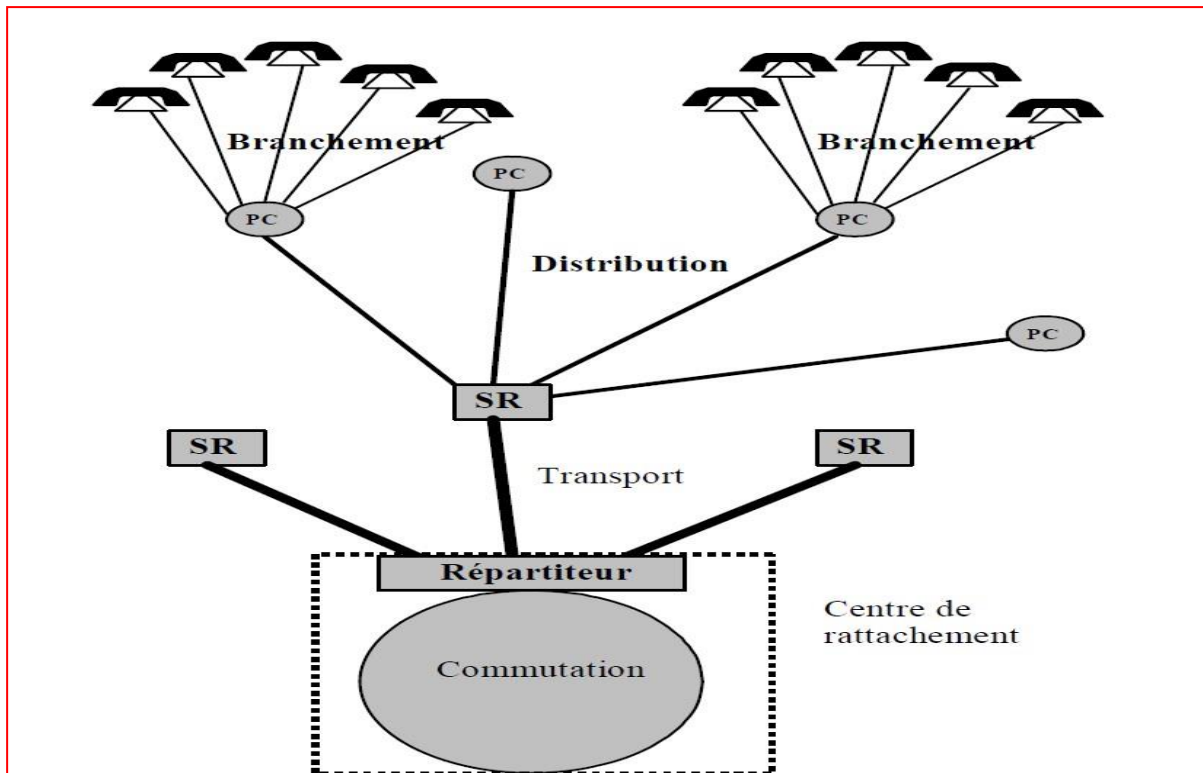 Branchement
Branchement
PC
PC
PC
Distribution
PC
SR
SR
SR
Transport
Répartiteur
Centre de
rattachement
Commutation